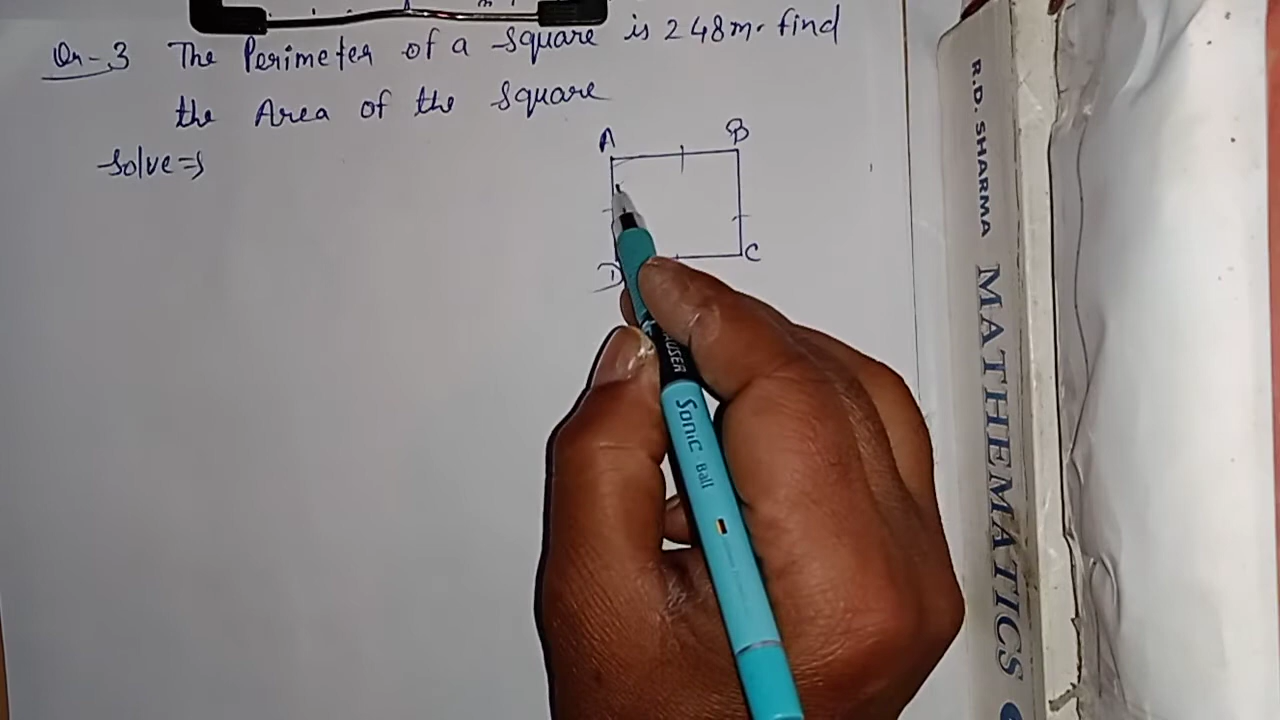 Qn-3 The Perimeter of a square is 248m. find
the Area of the square
Solve⇒
A B
D C
SONIC Ball
R.D. SHARMA MATHEMATICS